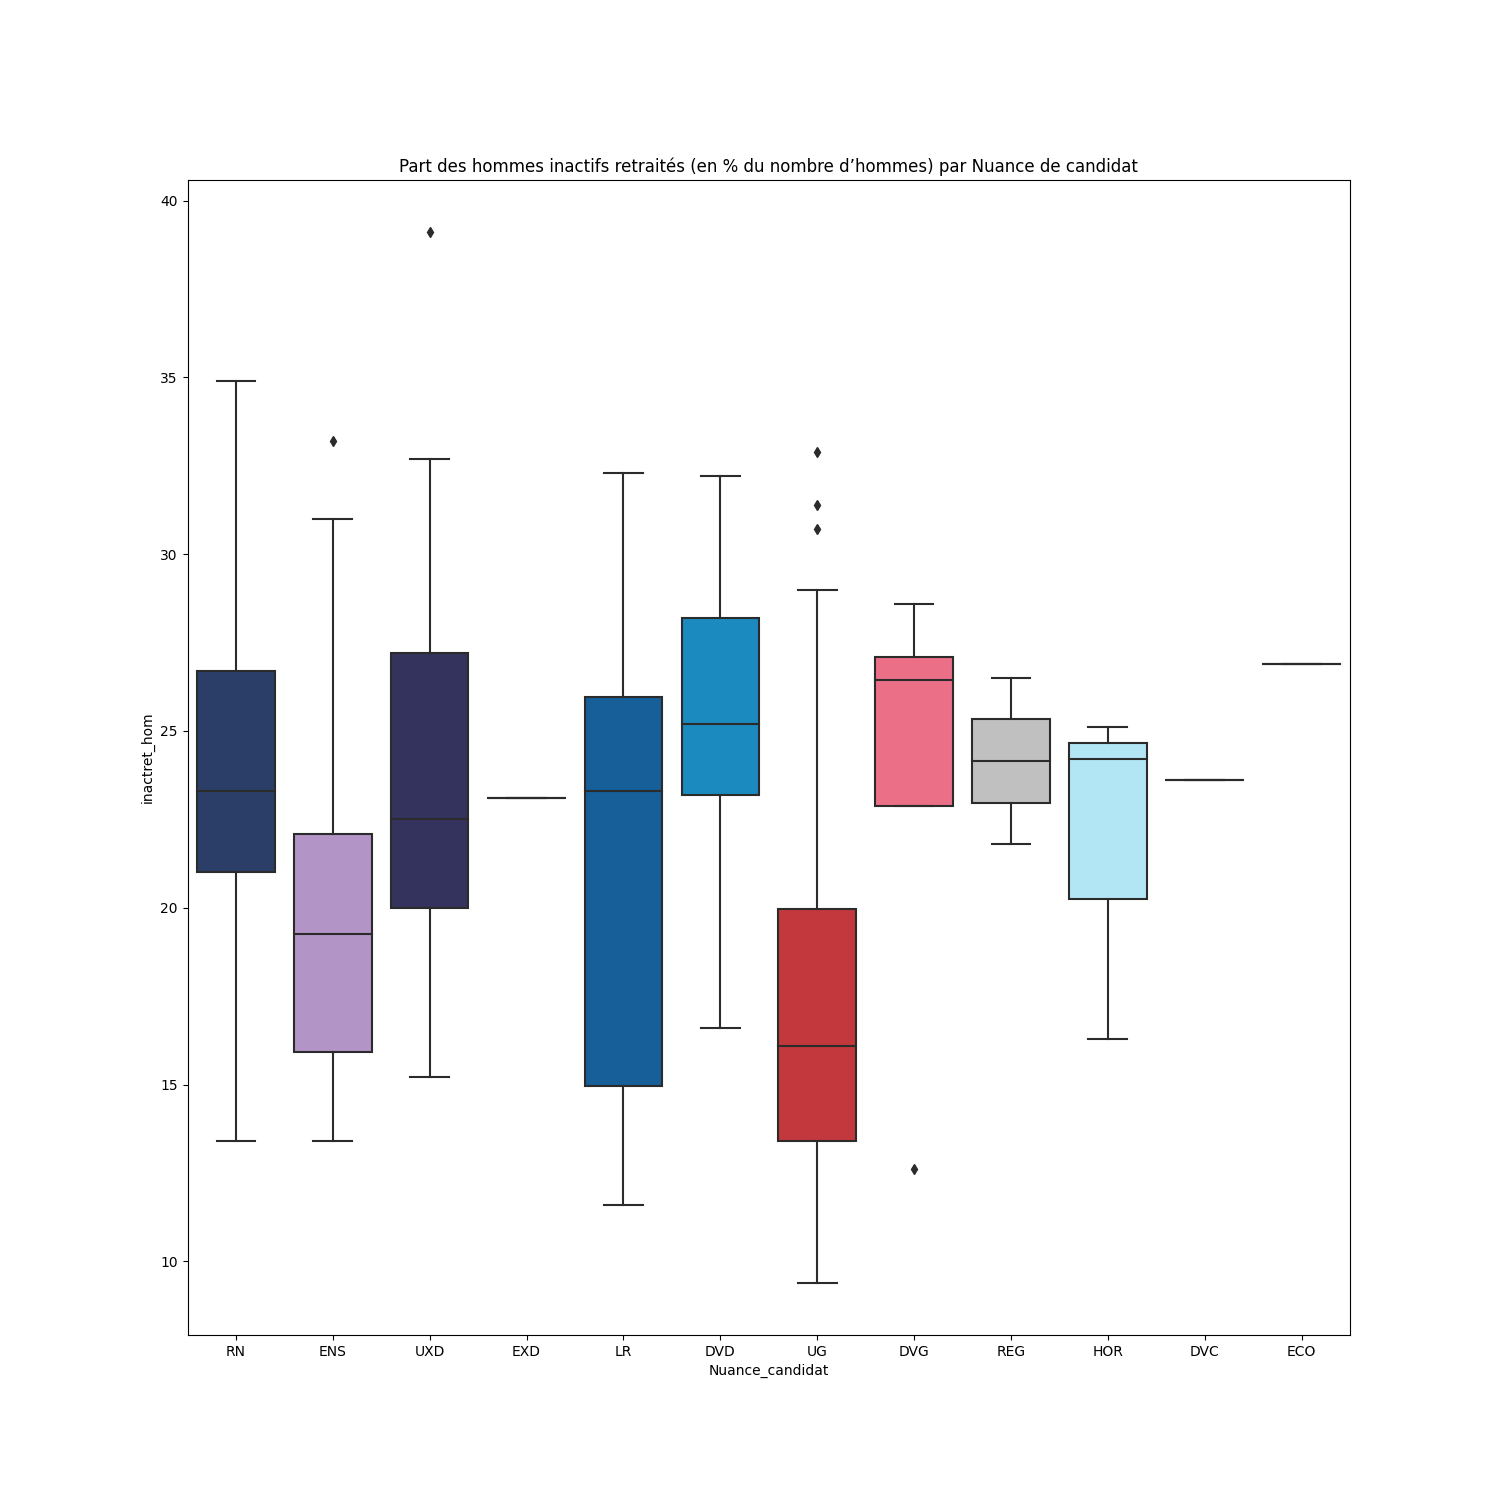 Part des hommes inactifs retraités (en % du nombre d’hommes) par Nuance de candidat
40
35
30
25
20
15
10
inactret_hom
RN ENS UXD EXD LR DVD UG DVG REG HOR DVC ECO
Nuance_candidat